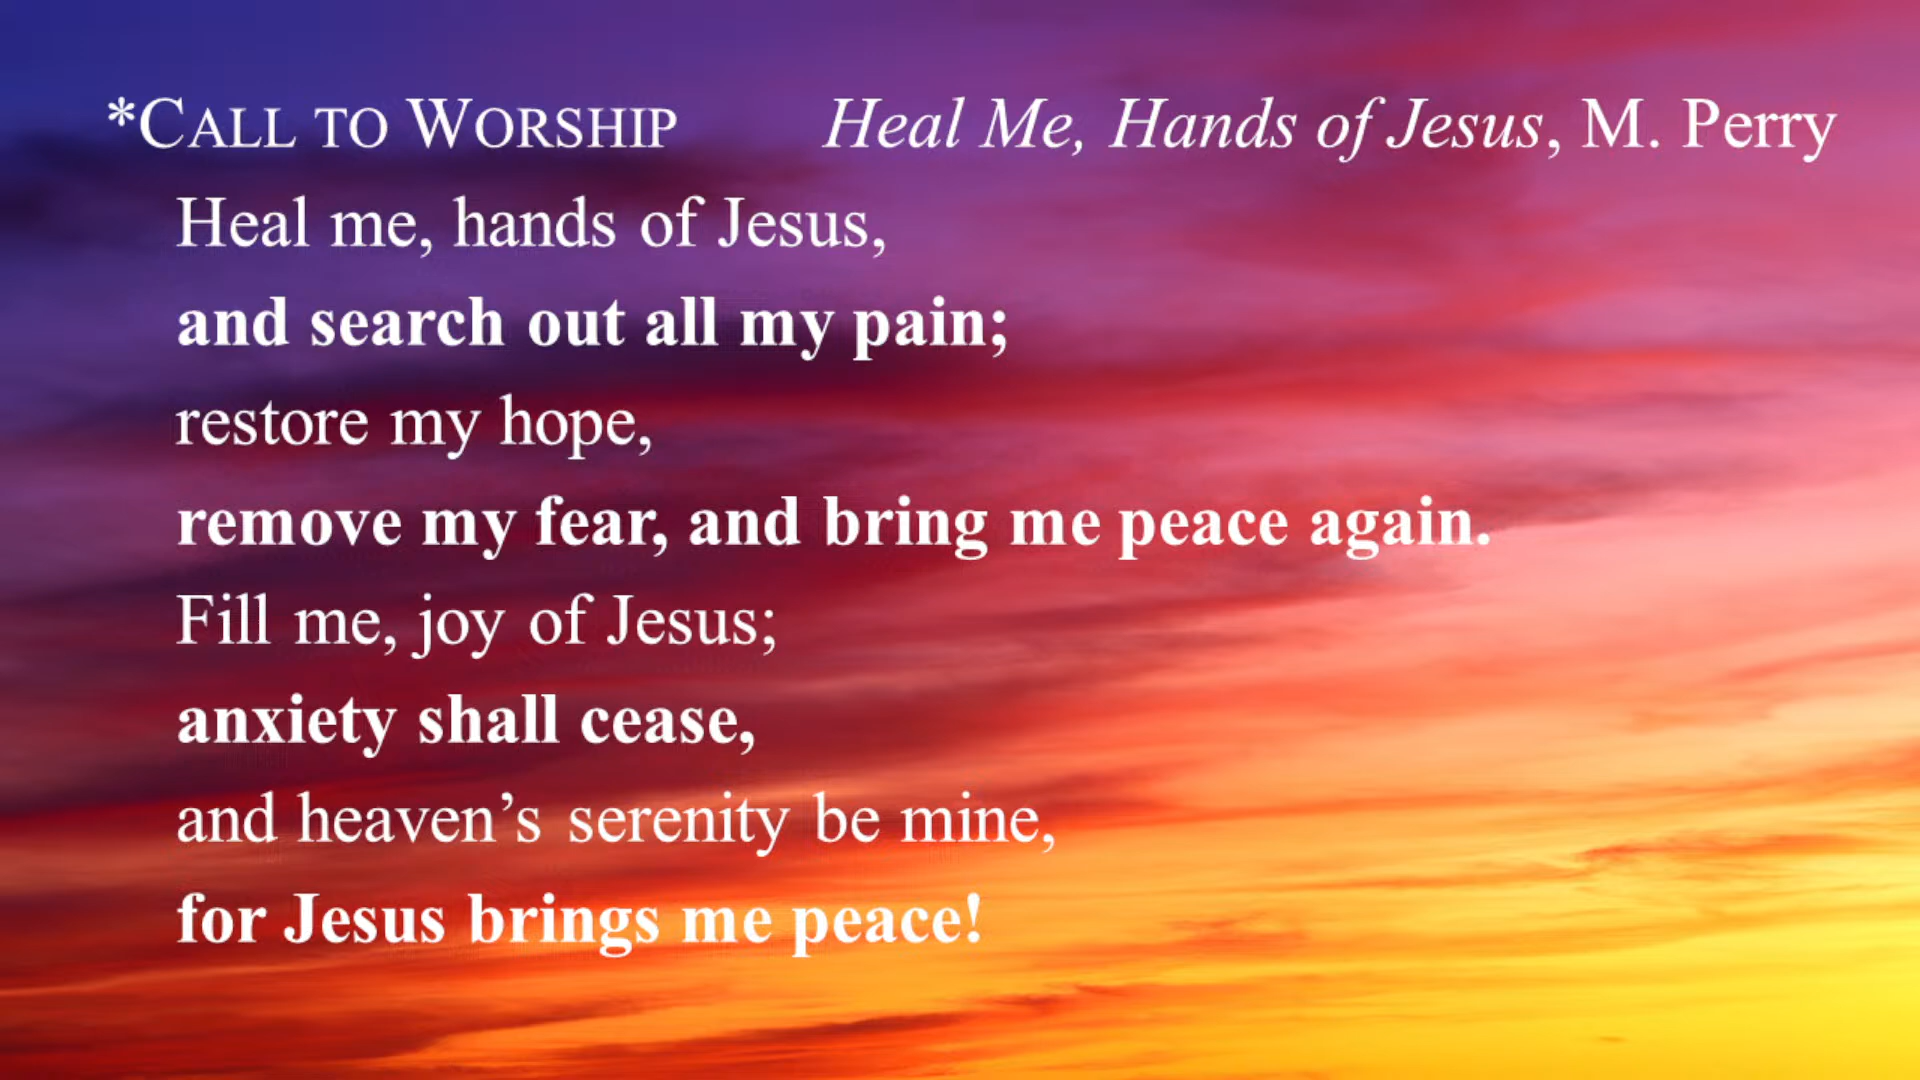 *CALL TO WORSHIP Heal Me, Hands of Jesus, M. Perry
Heal me, hands of Jesus,
and search out all my pain;
restore my hope,
remove my fear, and bring me peace again.
Fill me, joy of Jesus;
anxiety shall cease,
and heaven’s serenity be mine,
for Jesus brings me peace!